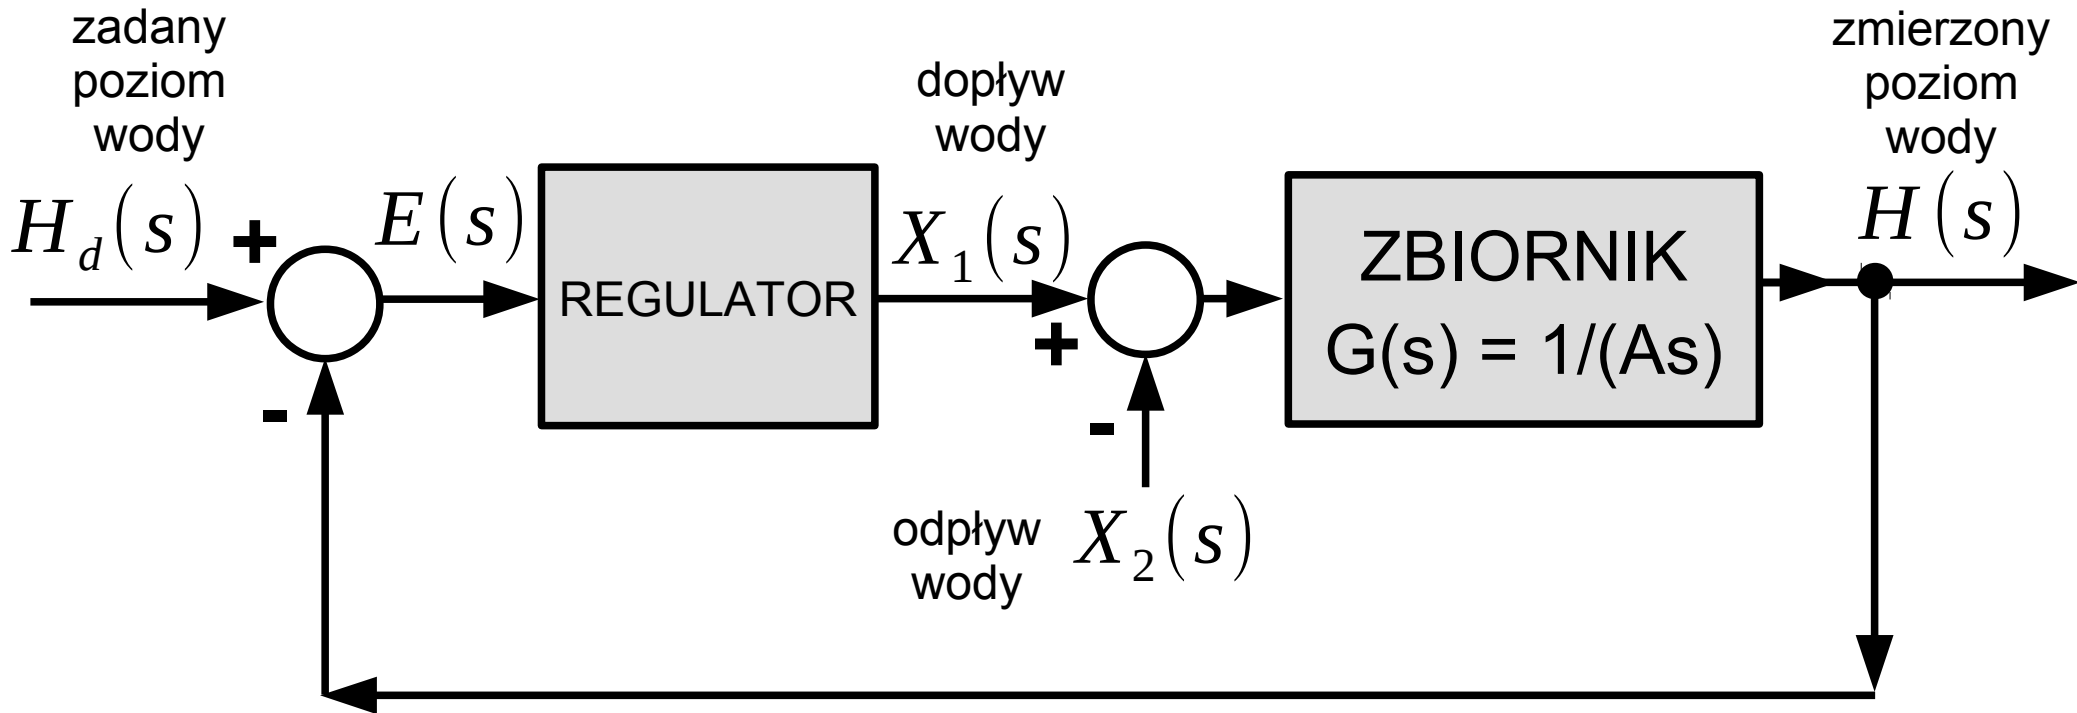 zadany
poziom
wody
H_d(s)
+
-
E(s)
REGULATOR
dopływ
wody
X_1(s)
+
-
odpływ
wody
X_2(s)
ZBIORNIK
G(s) = 1/(As)
zmierzony
poziom
wody
H(s)